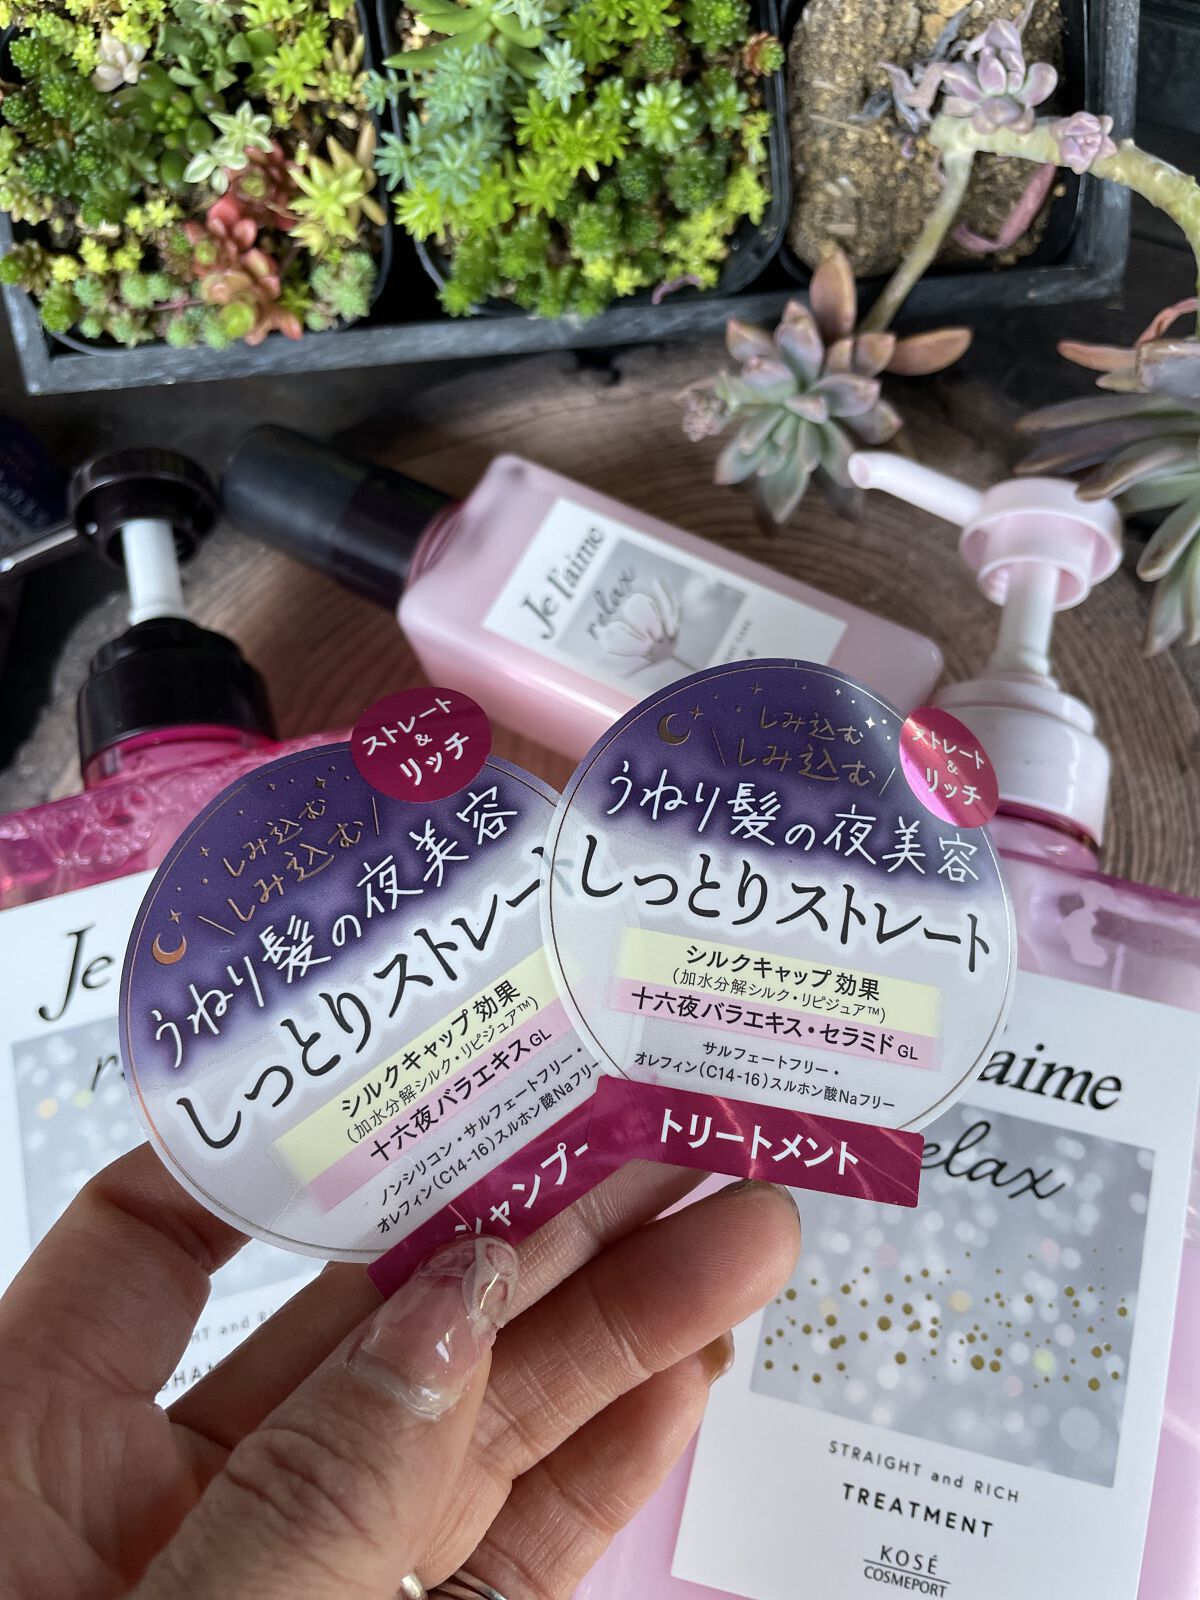 Je l'aime
relax
ストレート
&
リッチ
しみ込む
\しみ込む/
うねり髪の夜美容
しっとりストレート
シルクキャップ効果
(加水分解シルク・リピジュア™)
十六夜バラエキスGL
ノンシリコン・サルフェートフリー・
オレフィン(C14-16)スルホン酸Naフリー
シャンプー
ストレート
&
リッチ
しみ込む
\しみ込む/
うねり髪の夜美容
しっとりストレート
シルクキャップ効果
(加水分解シルク・リピジュア™)
十六夜バラエキス・セラミドGL
サルフェートフリー・
オレフィン(C14-16)スルホン酸Naフリー
トリートメント
Je
aime
elax
STRAIGHT and RICH
TREATMENT
KOSÉ
COSMEPORT